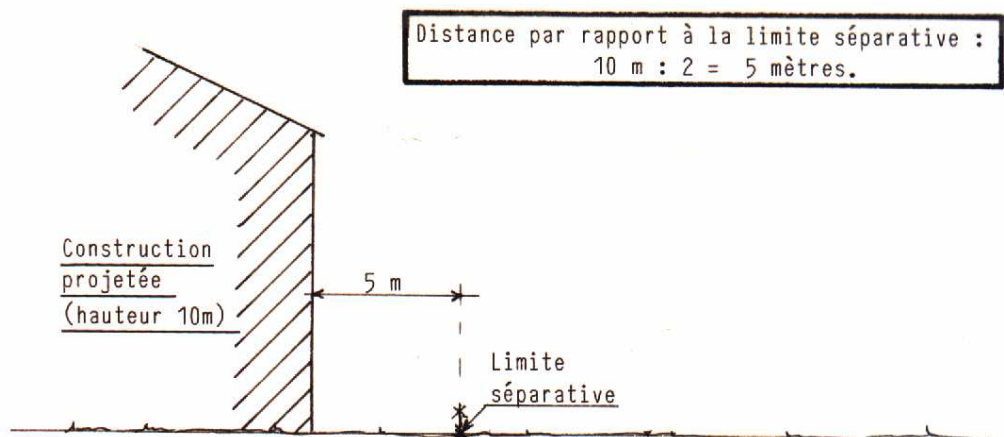 Distance par rapport à la limite séparative :
10 m : 2 = 5 mètres.
Construction
projetée
(hauteur 10m)
5 m
Limite
séparative